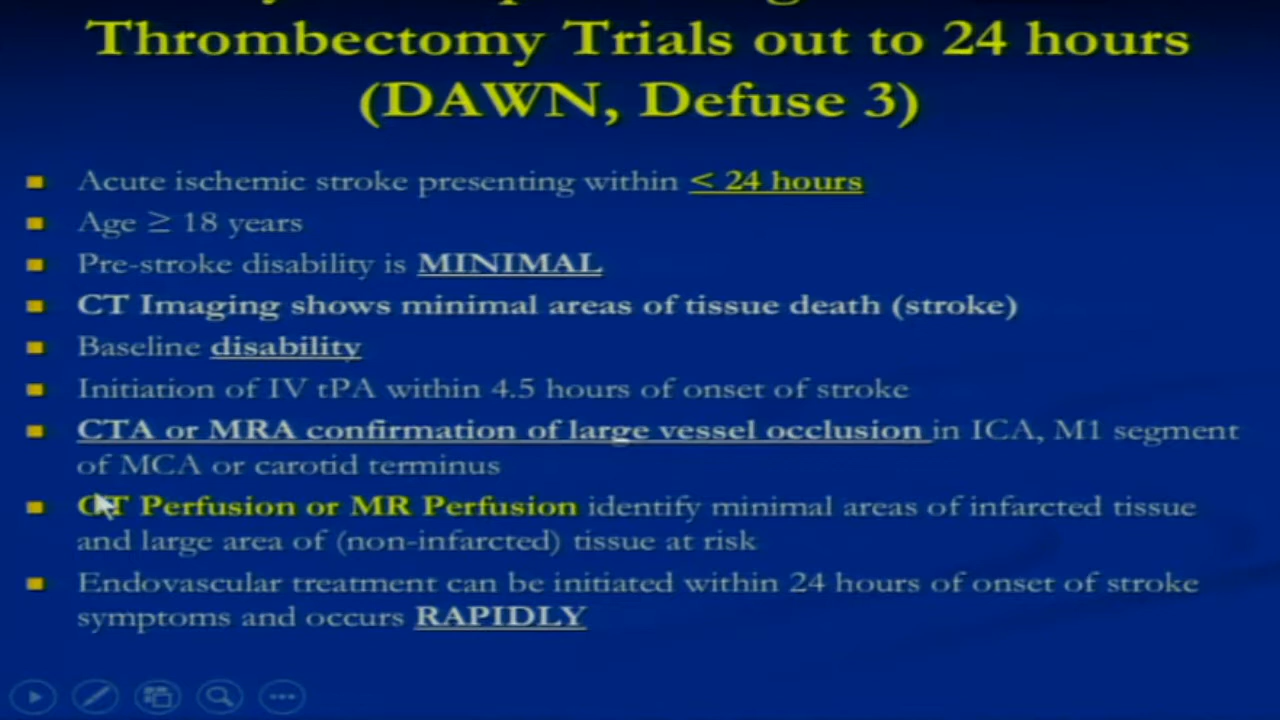 Thrombectomy Trials out to 24 hours
(DAWN, Defuse 3)
Acute ischemic stroke presenting within < 24 hours
Age ≥ 18 years
Pre-stroke disability is MINIMAL
CT Imaging shows minimal areas of tissue death (stroke)
Baseline disability
Initiation of IV tPA within 4.5 hours of onset of stroke
CTA or MRA confirmation of large vessel occlusion in ICA, M1 segment
of MCA or carotid terminus
CT Perfusion or MR Perfusion identify minimal areas of infarcted tissue
and large area of (non-infarcted) tissue at risk
Endovascular treatment can be initiated within 24 hours of onset of stroke
symptoms and occurs RAPIDLY